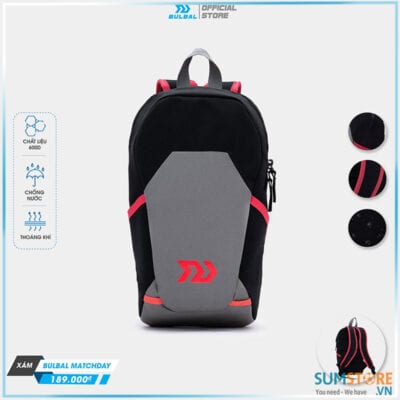 BULBAL
OFFICIAL
STORE
CHẤT LIỆU
600D
CHỐNG
NƯỚC
THOÁNG KHÍ
XÁM
BULBAL MATCHDAY
189.000đ
SUMSTORE
.VN
You need - We have